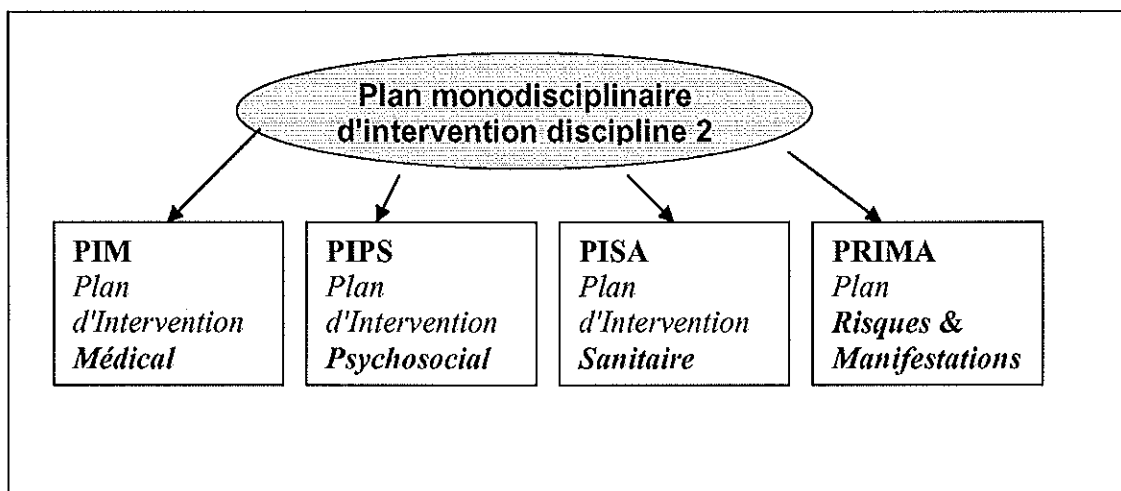 Plan monodisciplinaire
d'intervention discipline 2
PIM
Plan
d'Intervention
Médical
PIPS
Plan
d'Intervention
Psychosocial
PISA
Plan
d'Intervention
Sanitaire
PRIMA
Plan
Risques &
Manifestations